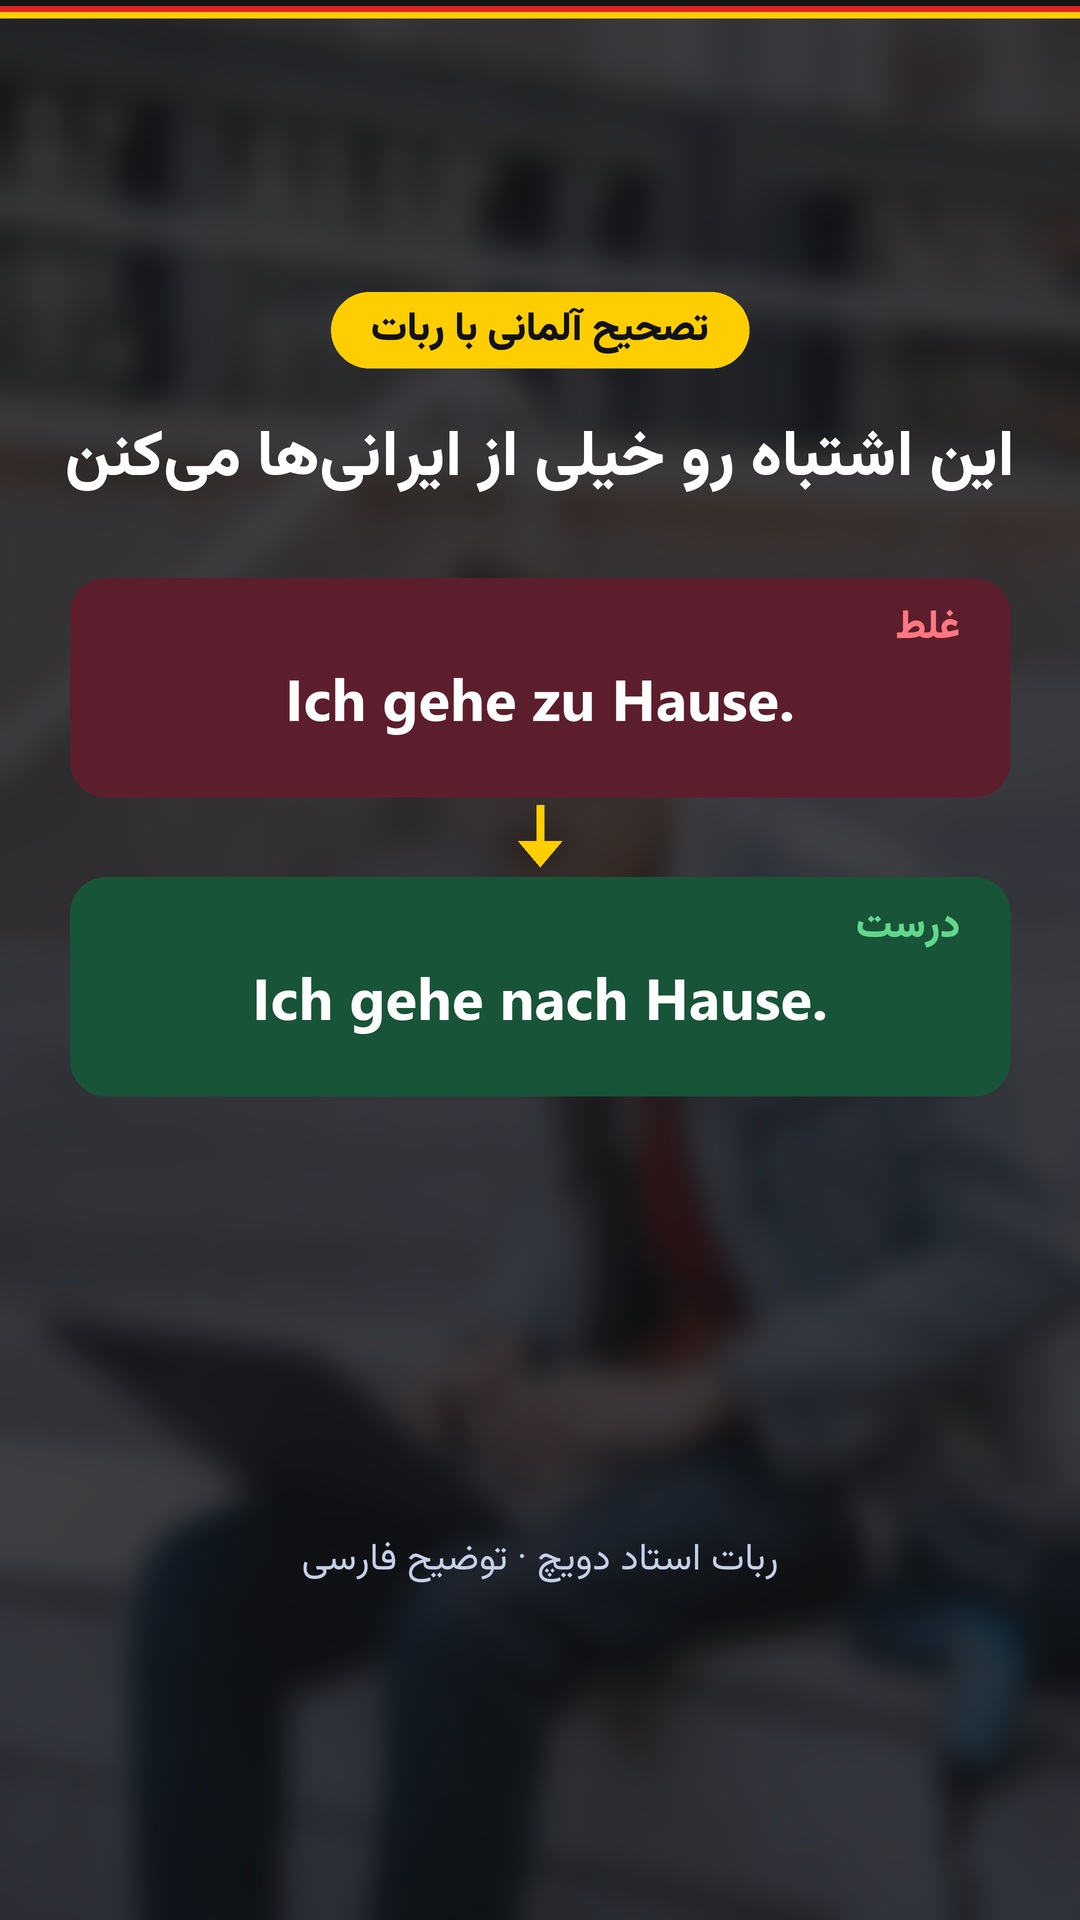 تصحیح آلمانی با ربات
این اشتباه رو خیلی از ایرانی‌ها می‌کنن
غلط
Ich gehe zu Hause.
درست
Ich gehe nach Hause.
ربات استاد دویچ · توضیح فارسی